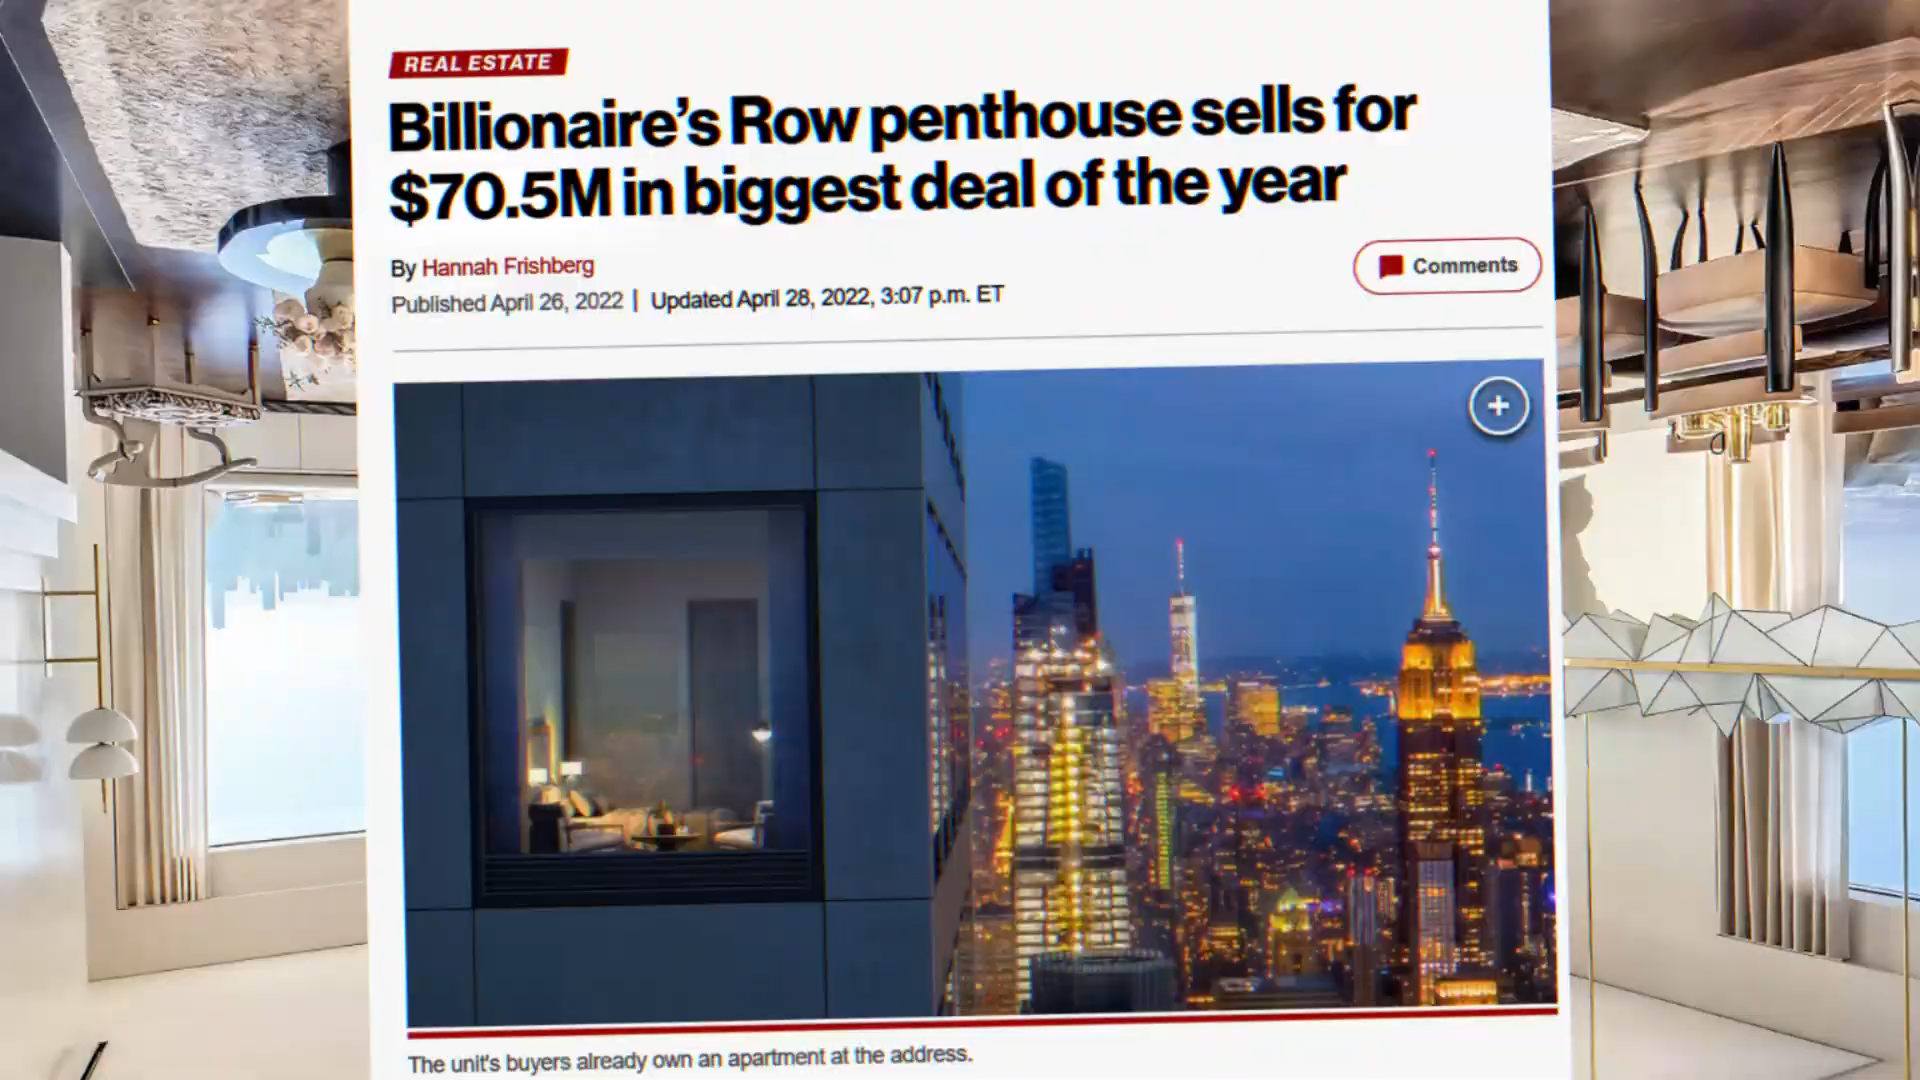 REAL ESTATE
Billionaire's Row penthouse sells for
$70.5M in biggest deal of the year
By Hannah Frishberg
Comments
Published April 26, 2022 | Updated April 28, 2022, 3:07 p.m. ET
The unit's buyers already own an apartment at the address.